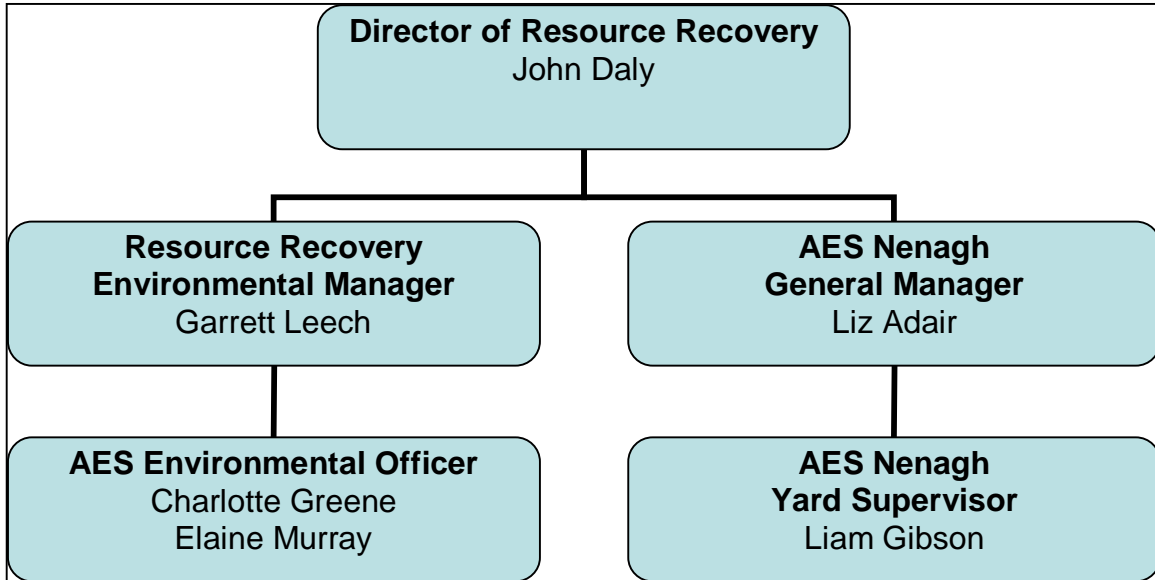 Director of Resource Recovery
John Daly
Resource Recovery
Environmental Manager
Garrett Leech
AES Nenagh
General Manager
Liz Adair
AES Environmental Officer
Charlotte Greene
Elaine Murray
AES Nenagh
Yard Supervisor
Liam Gibson